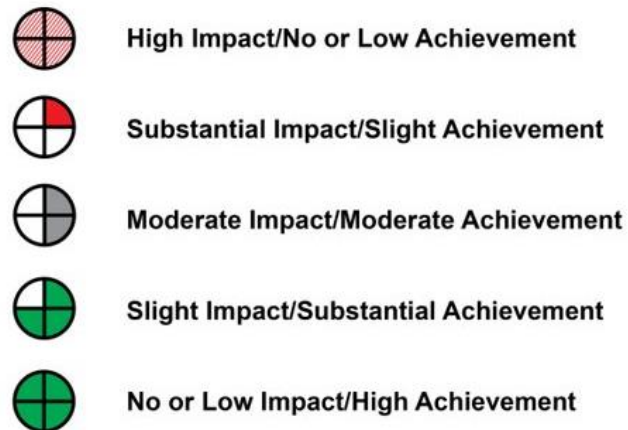 High Impact/No or Low Achievement
Substantial Impact/Slight Achievement
Moderate Impact/Moderate Achievement
Slight Impact/Substantial Achievement
No or Low Impact/High Achievement